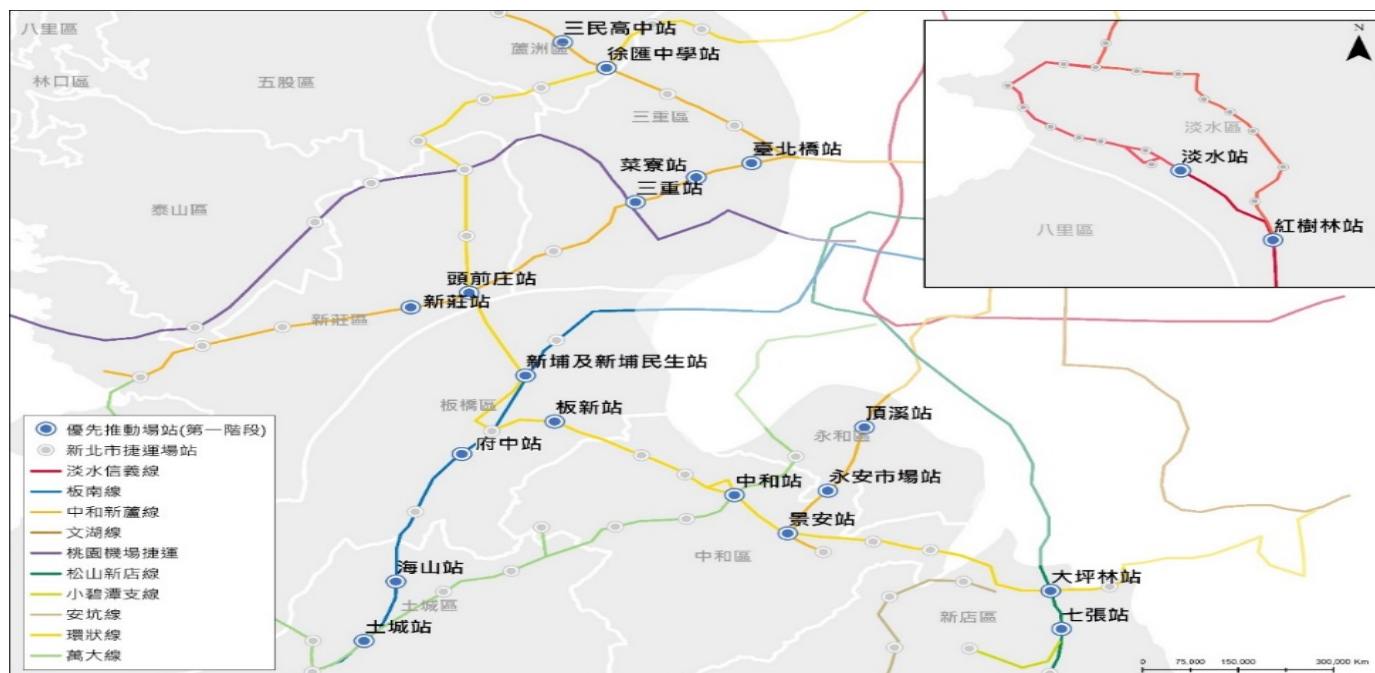 八里區
林口區
五股區
蘆洲區
三民高中站
徐匯中學站
三重區
臺北橋站
菜寮站
三重站
泰山區
頭前庄站
新莊站
新莊區
新埔及新埔民生站
板橋區
板新站
府中站
頂溪站
永和區
永安市場站
中和站
景安站
中和區
海山站
土城區
土城站
大坪林站
七張站
新店區
N
淡水區
淡水站
八里區
紅樹林站
優先推動場站(第一階段)
新北市捷運場站
淡水信義線
板南線
中和新蘆線
文湖線
桃園機場捷運
松山新店線
小碧潭支線
安坑線
環狀線
萬大線
0 75,000 150,000 300,000 Km